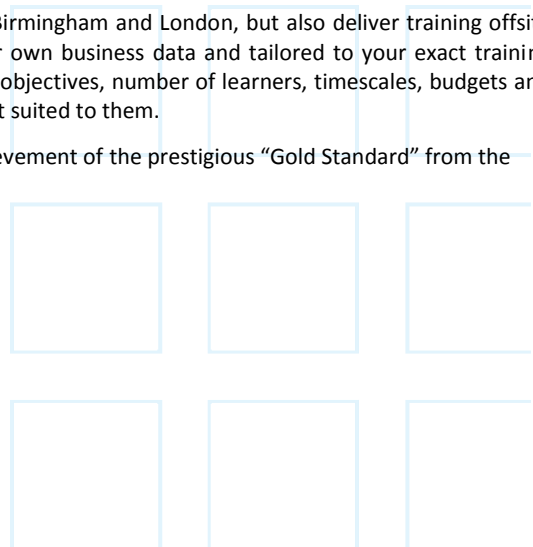 Birmingham and London, but also deliver training offsit
r own business data and tailored to your exact trainin
objectives, number of learners, timescales, budgets an
t suited to them.
evement of the prestigious “Gold Standard” from the